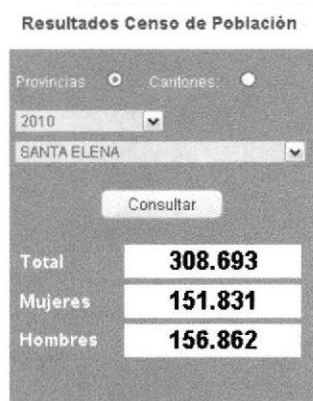 Resultados Censo de Población
Provincias Cantones:
2010
SANTA ELENA
Consultar
Total 308.693
Mujeres 151.831
Hombres 156.862